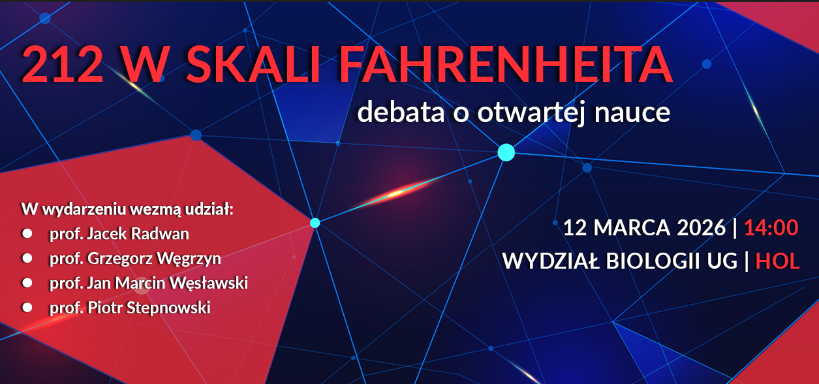 212 W SKALI FAHRENHEITA
debata o otwartej nauce
W wydarzeniu wezmą udział:
● prof. Jacek Radwan
● prof. Grzegorz Węgrzyn
● prof. Jan Marcin Węsławski
● prof. Piotr Stepnowski
12 MARCA 2026 | 14:00
WYDZIAŁ BIOLOGII UG | HOL